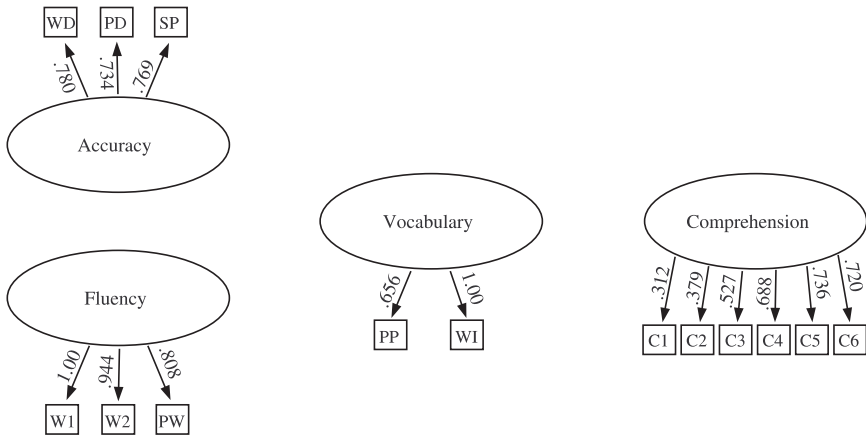 WD PD SP
.780 .734 .769
Accuracy
Fluency
1.00 .944 .808
W1 W2 PW
Vocabulary
.656 1.00
PP WI
Comprehension
.312 .379 .527 .688 .736 .720
C1 C2 C3 C4 C5 C6